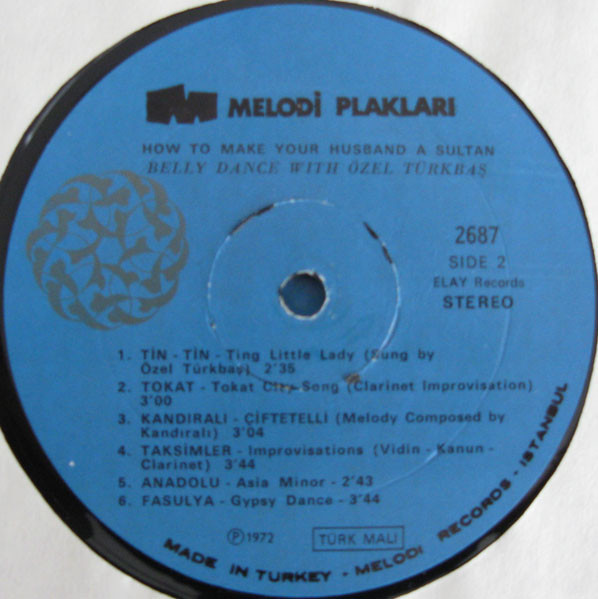 MELODİ PLAKLARI
HOW TO MAKE YOUR HUSBAND A SULTAN
BELLY DANCE WITH ÖZEL TÜRKBAŞ
2687
SIDE 2
ELAY Records
STEREO
1. TİN - TİN - Ting Little Lady (Sung by
Özel Türkbaş) 2'35
2. TOKAT - Tokat City Song (Clarinet Improvisation)
3'00
3. KANDIRALI - ÇİFTETELLİ (Melody Composed by
Kandıralı) 3'04
4. TAKSİMLER - Improvisations (Vidin - Kanun -
Clarinet) 3'44
5. ANADOLU - Asia Minor - 2'43
6. FASULYA - Gypsy Dance - 3'44
Ⓟ 1972
TÜRK MALI
MADE IN TURKEY - MELODİ RECORDS - ISTANBUL